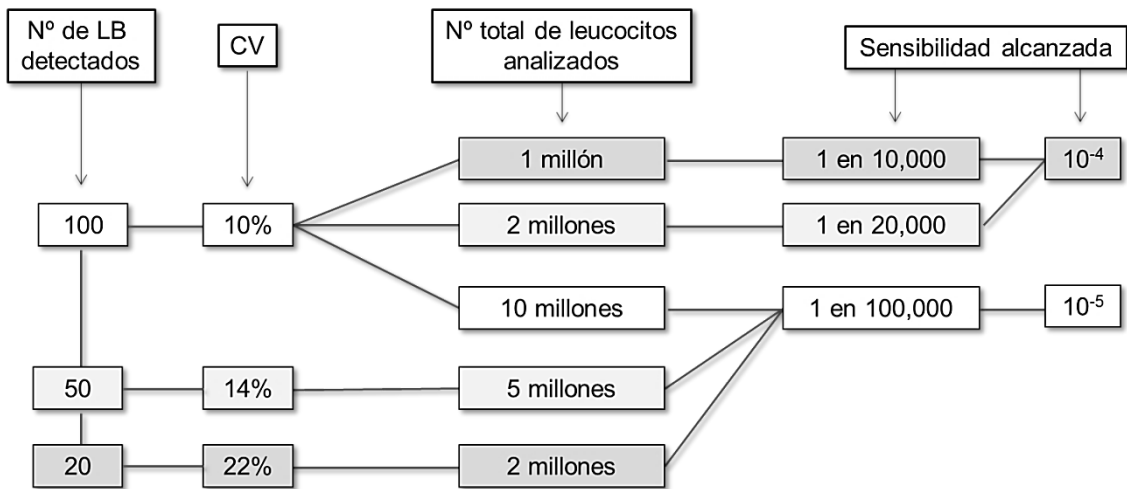 Nº de LB
detectados
CV
Nº total de leucocitos
analizados
Sensibilidad alcanzada
1 millón
1 en 10,000
10⁻⁴
100
10%
2 millones
1 en 20,000
10 millones
1 en 100,000
10⁻⁵
50
14%
5 millones
20
22%
2 millones